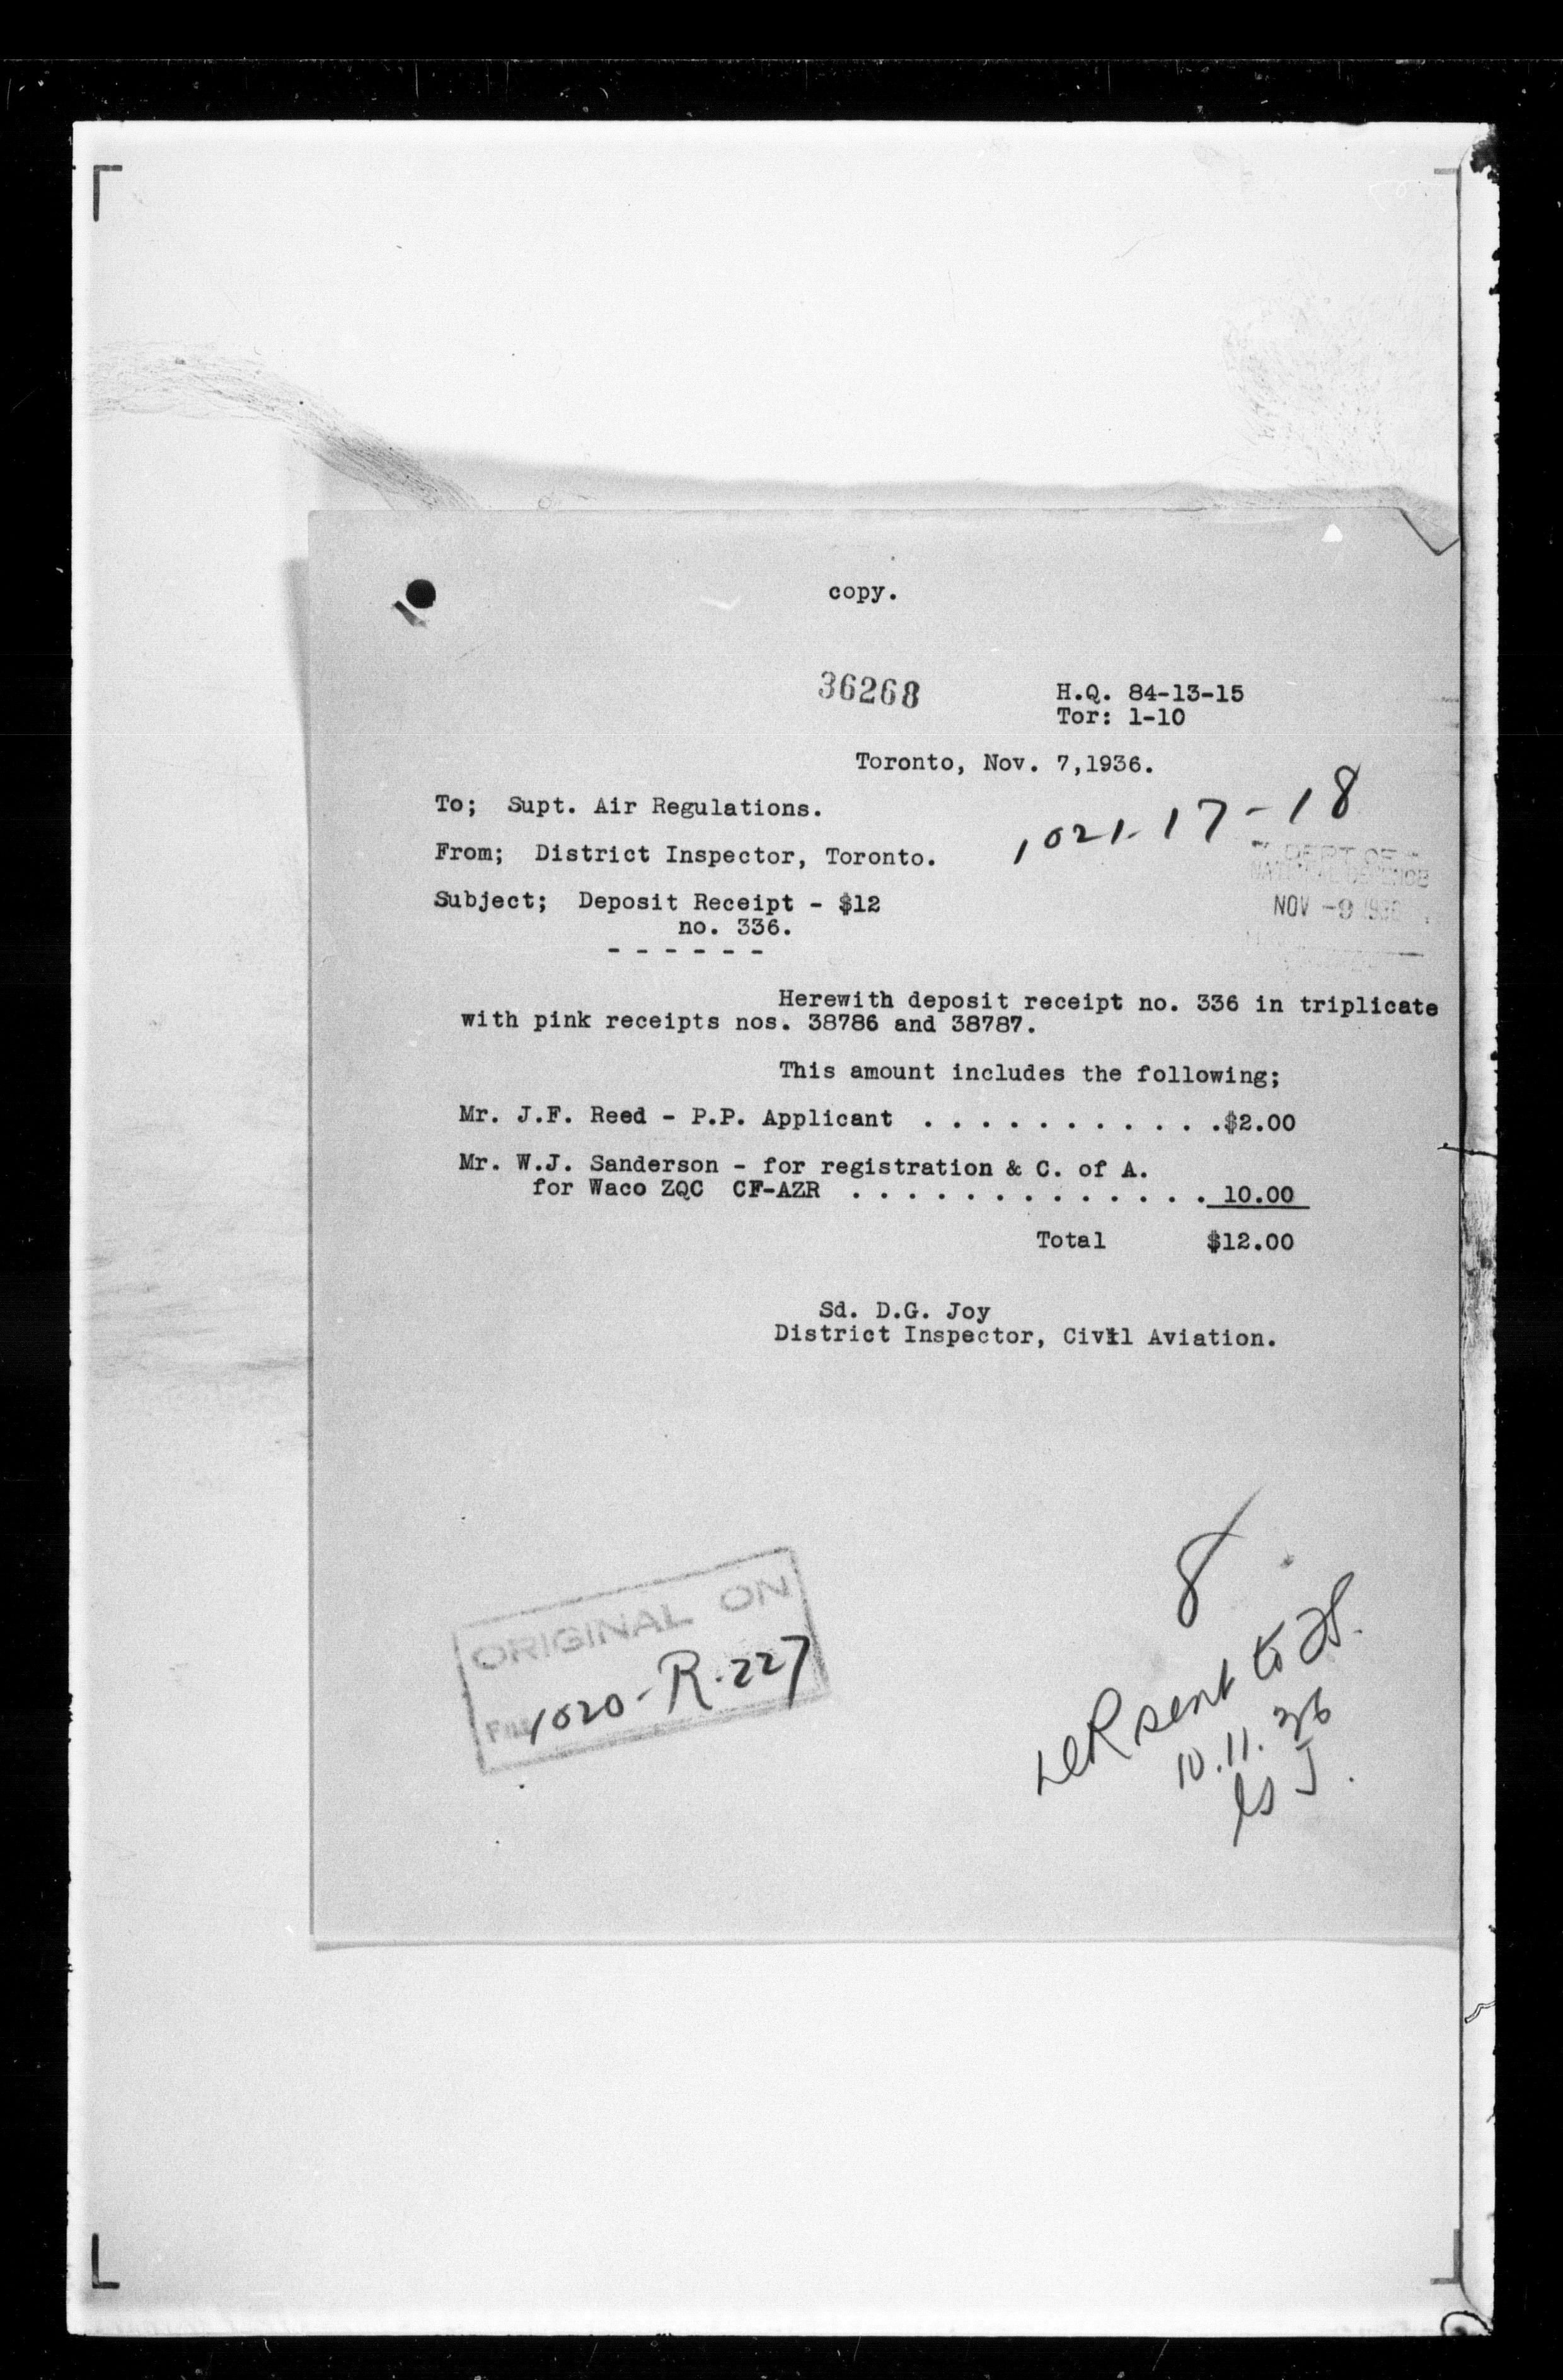 copy.
36268
H.Q. 84-13-15
Tor: 1-10
Toronto, Nov. 7,1936.
To; Supt. Air Regulations.
1021-17-18
From; District Inspector, Toronto.
DEPT OF
NATIONAL DEFENCE
NOV -9 1936
Subject; Deposit Receipt - $12
no. 336.
- - - - - -
Herewith deposit receipt no. 336 in triplicate
with pink receipts nos. 38786 and 38787.
This amount includes the following;
Mr. J.F. Reed - P.P. Applicant . . . . . . . . . . . .$2.00
Mr. W.J. Sanderson - for registration & C. of A.
for Waco ZQC CF-AZR . . . . . . . . . . . . . . 10.00
Total $12.00
Sd. D.G. Joy
District Inspector, Civil Aviation.
8
ORIGINAL ON
FILE 1020-R-227
sent to
10.11.36